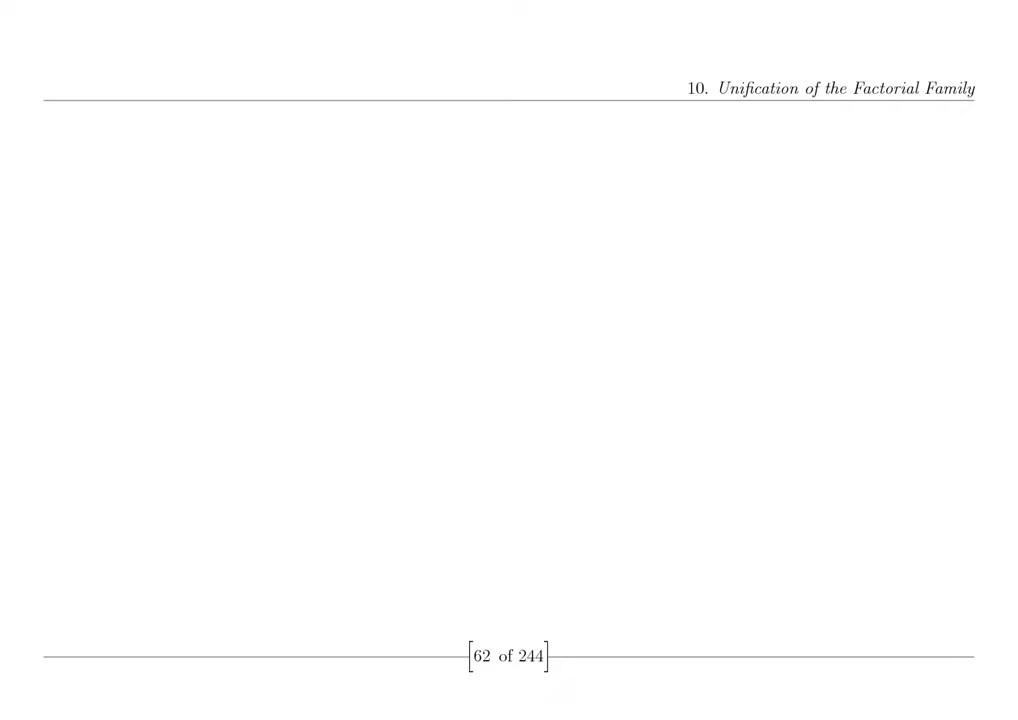 10. Unification of the Factorial Family
[62 of 244]